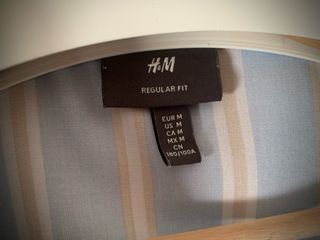 H&M
REGULAR FIT
EUR M
US M
CA M
MX M
CN
180/100A